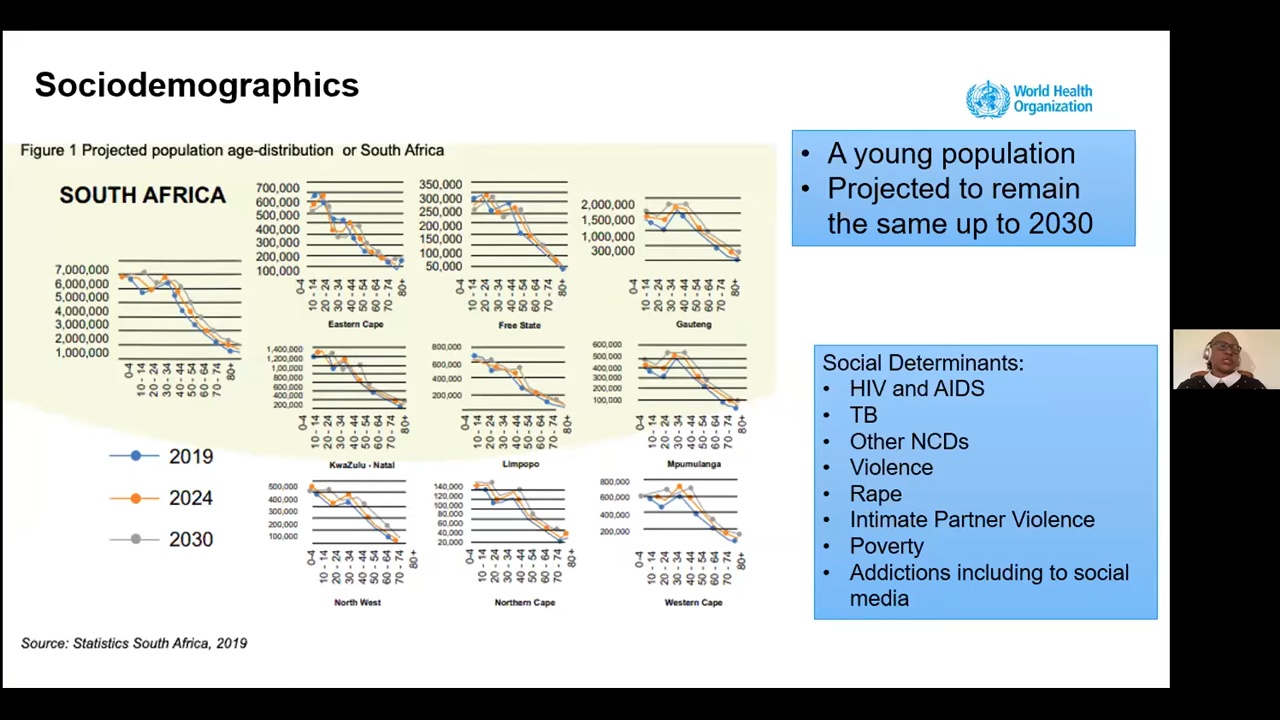 Sociodemographics
World Health
Organization
Figure 1 Projected population age-distribution or South Africa
SOUTH AFRICA
7,000,000
6,000,000
5,000,000
4,000,000
3,000,000
2,000,000
1,000,000
0-4
10 - 14
20 - 24
30 - 34
40 - 44
50 - 54
60 - 64
70 - 74
80+
700,000
600,000
500,000
400,000
300,000
200,000
100,000
0-4
10 - 14
20 - 24
30 - 34
40 - 44
50 - 54
60 - 64
70 - 74
80+
Eastern Cape
350,000
300,000
250,000
200,000
150,000
100,000
50,000
0-4
10 - 14
20 - 24
30 - 34
40 - 44
50 - 54
60 - 64
70 - 74
80+
Free State
2,000,000
1,500,000
1,000,000
300,000
0-4
10 - 14
20 - 24
30 - 34
40 - 44
50 - 54
60 - 64
70 - 74
80+
Gauteng
1,400,000
1,200,000
1,000,000
800,000
600,000
400,000
200,000
0-4
10 - 14
20 - 24
30 - 34
40 - 44
50 - 54
60 - 64
70 - 74
80+
KwaZulu - Natal
800,000
600,000
400,000
200,000
0-4
10 - 14
20 - 24
30 - 34
40 - 44
50 - 54
60 - 64
70 - 74
80+
Limpopo
600,000
500,000
400,000
300,000
200,000
100,000
0-4
10 - 14
20 - 24
30 - 34
40 - 44
50 - 54
60 - 64
70 - 74
80+
Mpumulanga
2019
2024
2030
500,000
400,000
300,000
200,000
100,000
0-4
10 - 14
20 - 24
30 - 34
40 - 44
50 - 54
60 - 64
70 - 74
80+
North West
140,000
120,000
100,000
80,000
60,000
40,000
20,000
0-4
10 - 14
20 - 24
30 - 34
40 - 44
50 - 54
60 - 64
70 - 74
80+
Northern Cape
800,000
600,000
400,000
200,000
0-4
10 - 14
20 - 24
30 - 34
40 - 44
50 - 54
60 - 64
70 - 74
80+
Western Cape
Source: Statistics South Africa, 2019
• A young population
• Projected to remain
the same up to 2030
Social Determinants:
• HIV and AIDS
• TB
• Other NCDs
• Violence
• Rape
• Intimate Partner Violence
• Poverty
• Addictions including to social
media